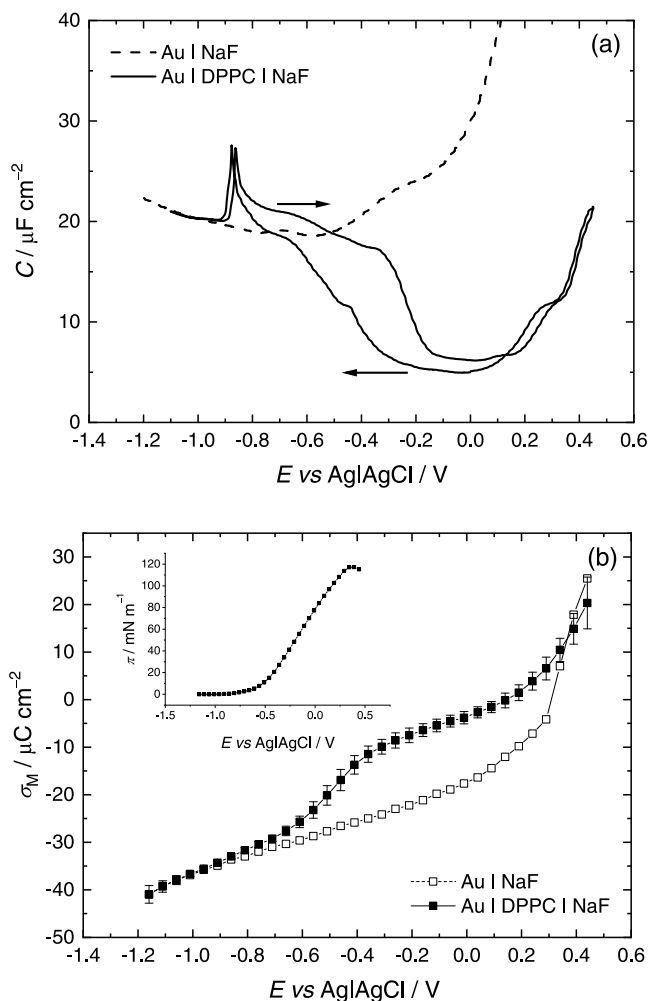 (a)
Au | NaF
Au | DPPC | NaF
40
30
20
10
0
C / μF cm⁻²
-1.4 -1.2 -1.0 -0.8 -0.6 -0.4 -0.2 0.0 0.2 0.4 0.6
E vs Ag|AgCl / V
(b)
30
20
10
0
-10
-20
-30
-40
-50
σM / μC cm⁻²
120
100
80
60
40
20
0
π / mN m⁻¹
-1.5 -1.0 -0.5 0.0 0.5
E vs Ag|AgCl / V
Au | NaF
Au | DPPC | NaF
-1.2 -1.0 -0.8 -0.6 -0.4 -0.2 0.0 0.2 0.4 0.6
E vs Ag|AgCl / V